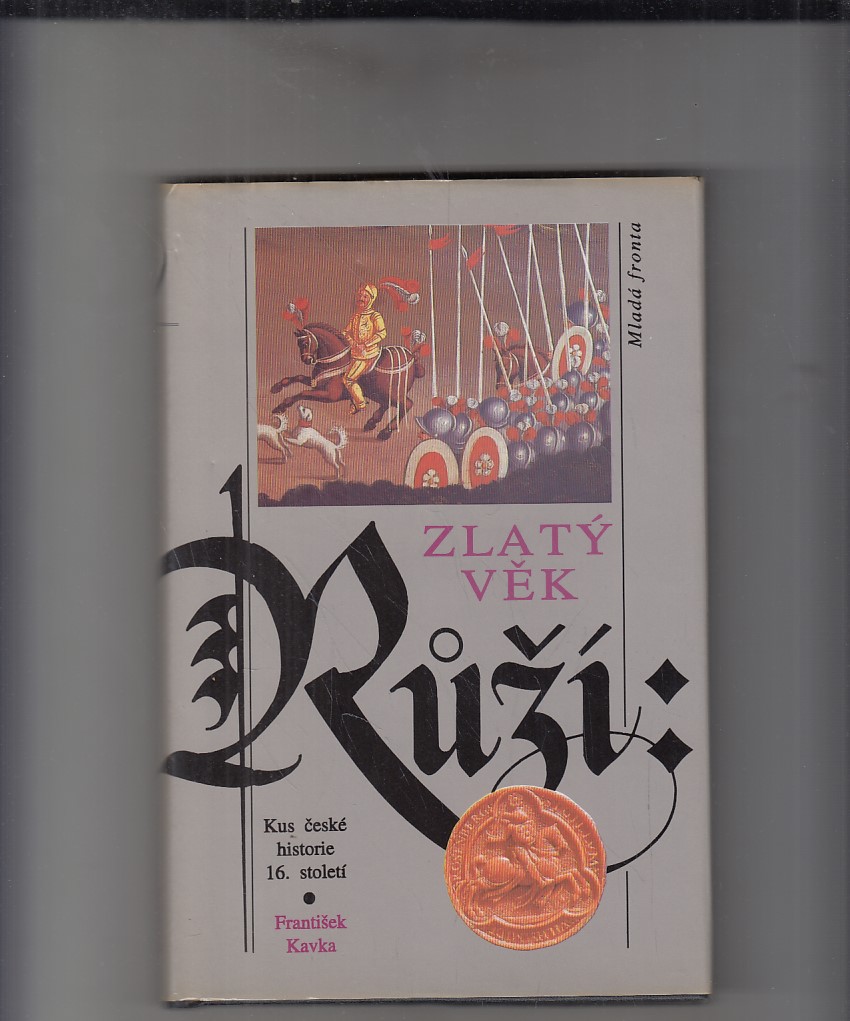 Mladá fronta
ZLATÝ
VĚK
Růží:
Kus české
historie
16. století
František
Kavka